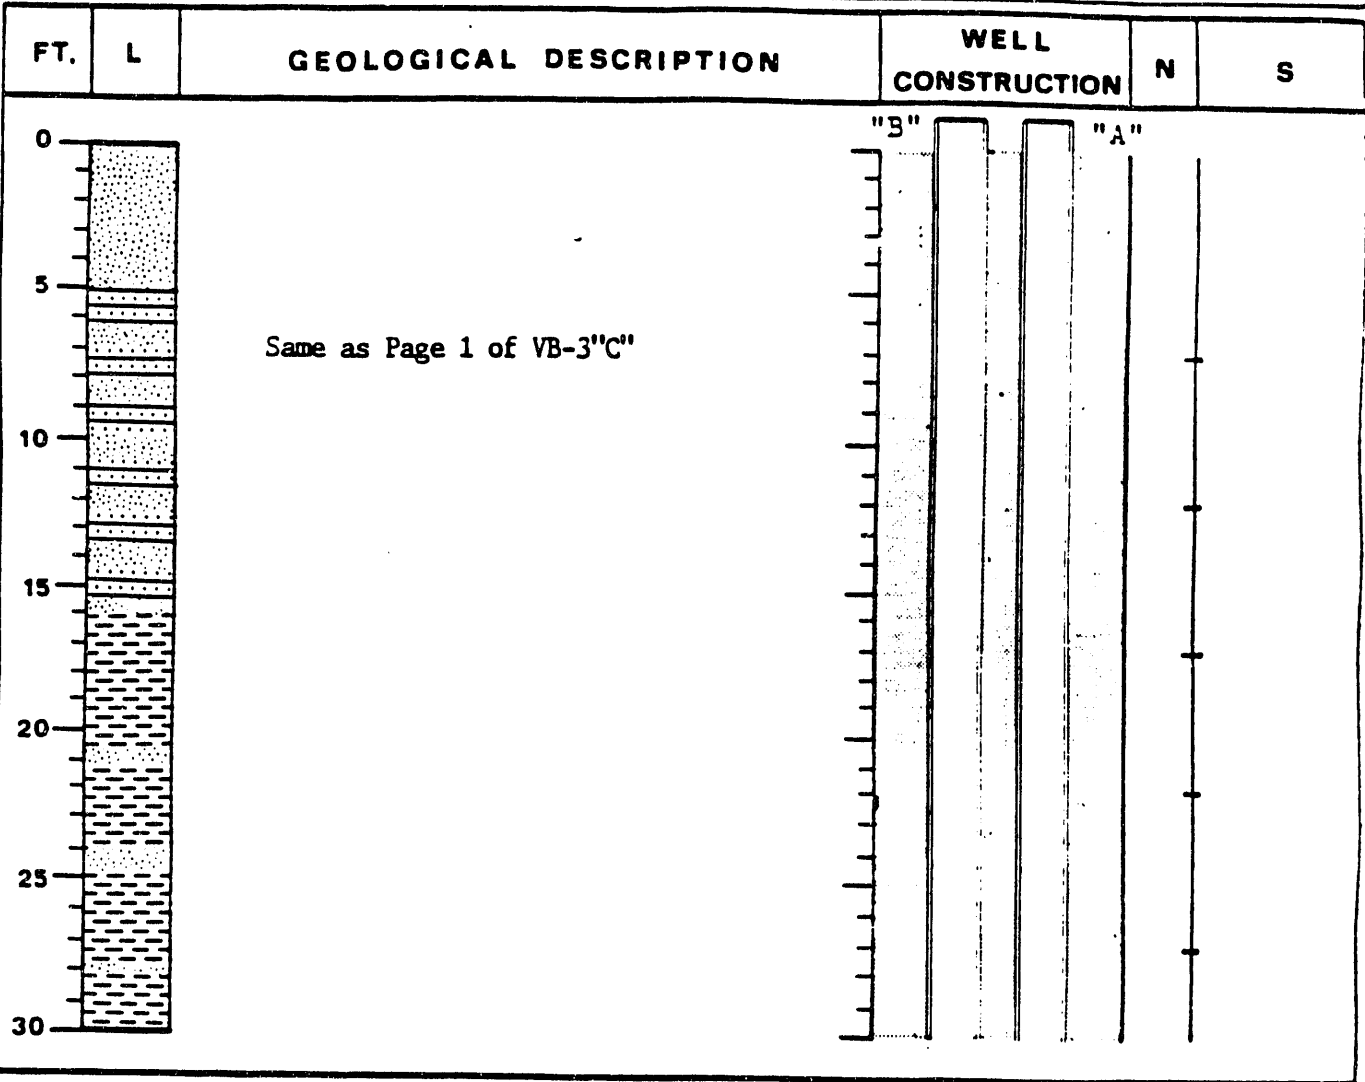 FT. L GEOLOGICAL DESCRIPTION WELL CONSTRUCTION N S
"B" "A"
0
5
Same as Page 1 of VB-3"C"
10
15
20
25
30